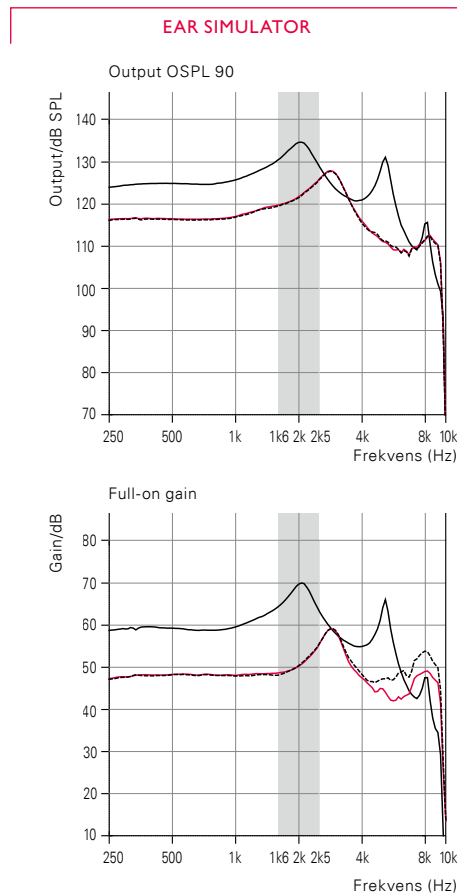 EAR SIMULATOR
Output OSPL 90
Output/dB SPL
140
130
120
110
100
90
80
70
250 500 1k 1k6 2k 2k5 4k 8k 10k
Frekvens (Hz)
Full-on gain
Gain/dB
80
70
60
50
40
30
20
10
250 500 1k 1k6 2k 2k5 4k 8k 10k
Frekvens (Hz)